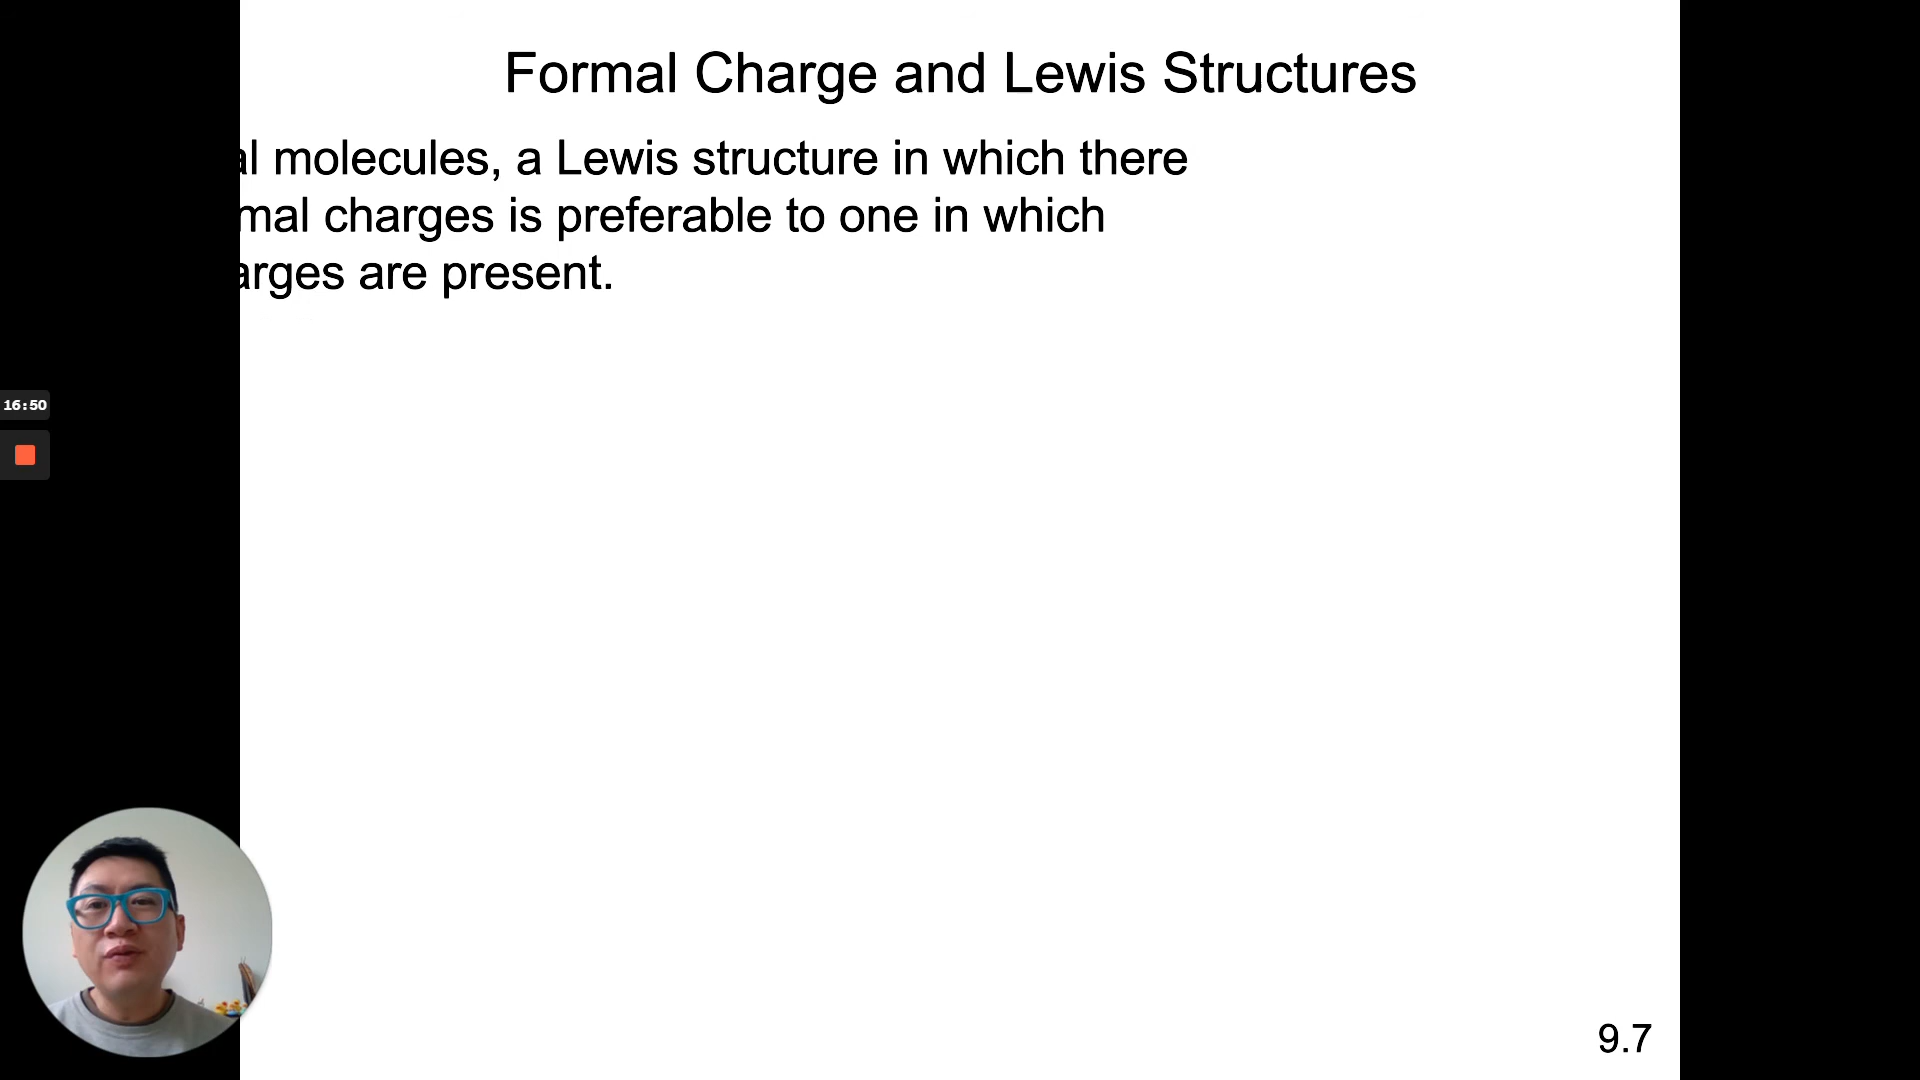 Formal Charge and Lewis Structures
al molecules, a Lewis structure in which there
mal charges is preferable to one in which
arges are present.
16:50
9.7